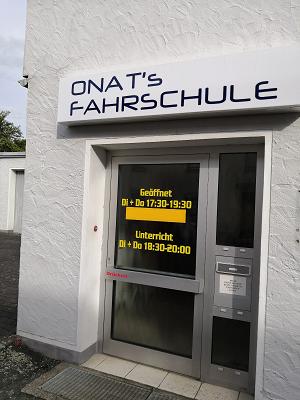 ONAT's
FAHRSCHULE
Geöffnet
Di + Do 17:30-19:30
Unterricht
Di + Do 18:30-20:00